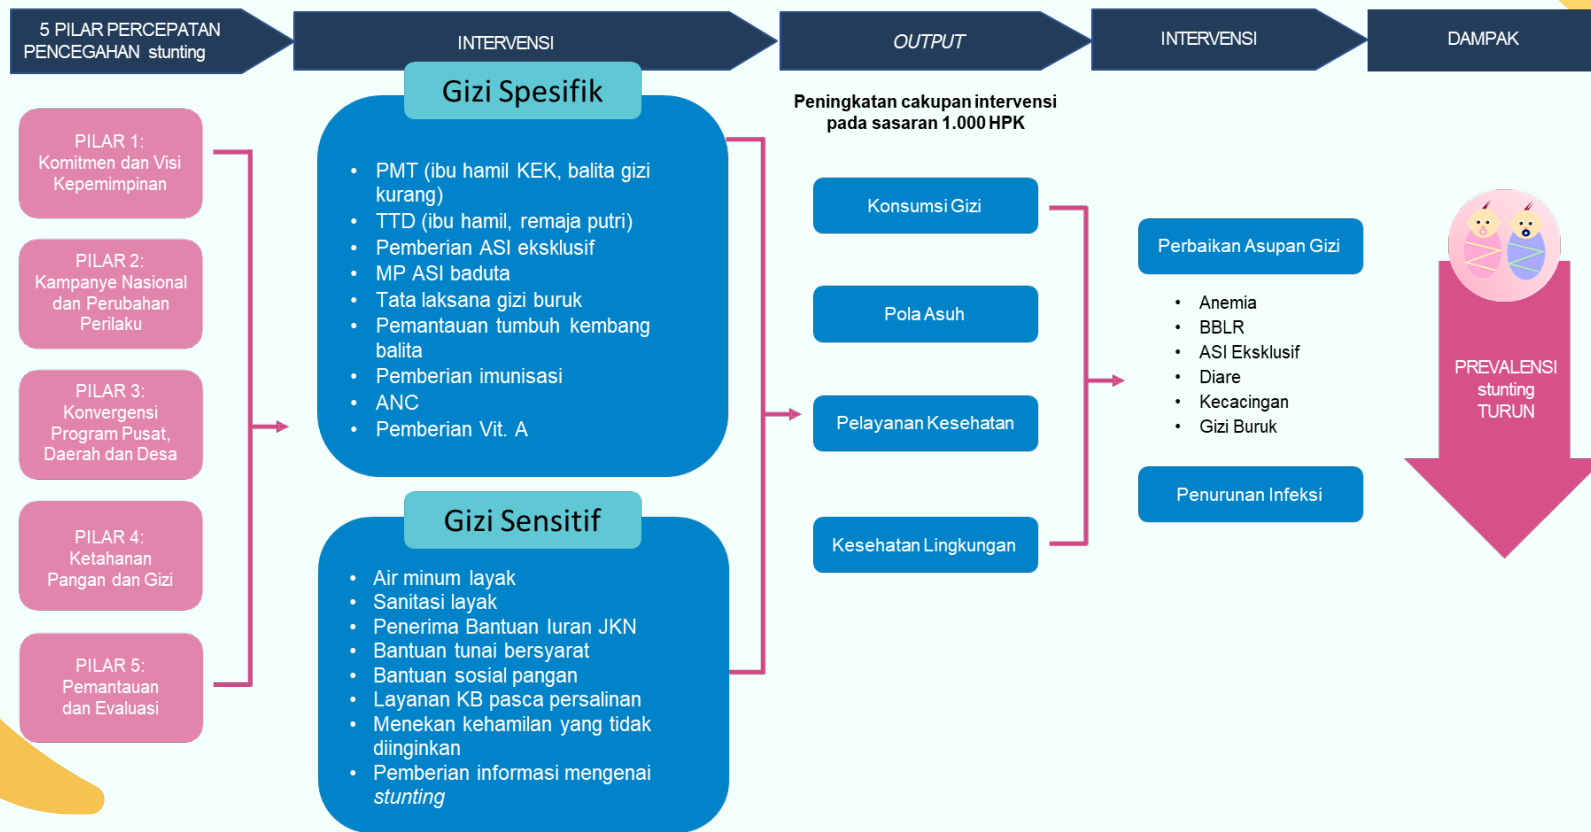 5 PILAR PERCEPATAN
PENCEGAHAN stunting
INTERVENSI
OUTPUT
INTERVENSI
DAMPAK
PILAR 1:
Komitmen dan Visi
Kepemimpinan
PILAR 2:
Kampanye Nasional
dan Perubahan
Perilaku
PILAR 3:
Konvergensi
Program Pusat,
Daerah dan Desa
PILAR 4:
Ketahanan
Pangan dan Gizi
PILAR 5:
Pemantauan
dan Evaluasi
Gizi Spesifik
• PMT (ibu hamil KEK, balita gizi
kurang)
• TTD (ibu hamil, remaja putri)
• Pemberian ASI eksklusif
• MP ASI baduta
• Tata laksana gizi buruk
• Pemantauan tumbuh kembang
balita
• Pemberian imunisasi
• ANC
• Pemberian Vit. A
Gizi Sensitif
• Air minum layak
• Sanitasi layak
• Penerima Bantuan Iuran JKN
• Bantuan tunai bersyarat
• Bantuan sosial pangan
• Layanan KB pasca persalinan
• Menekan kehamilan yang tidak
diinginkan
• Pemberian informasi mengenai
stunting
Peningkatan cakupan intervensi
pada sasaran 1.000 HPK
Konsumsi Gizi
Pola Asuh
Pelayanan Kesehatan
Kesehatan Lingkungan
Perbaikan Asupan Gizi
• Anemia
• BBLR
• ASI Eksklusif
• Diare
• Kecacingan
• Gizi Buruk
Penurunan Infeksi
PREVALENSI
stunting
TURUN